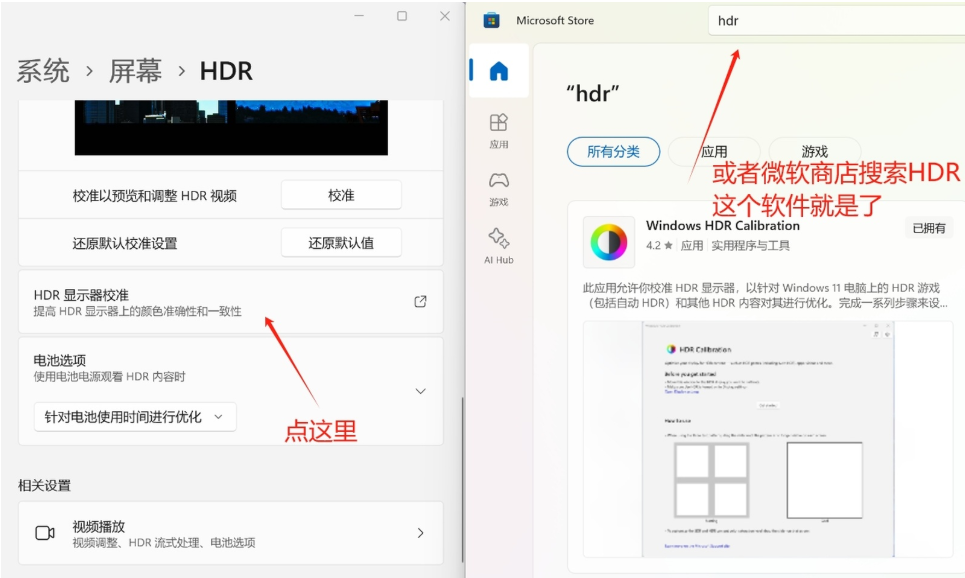 系统 › 屏幕 › HDR
校准以预览和调整 HDR 视频
校准
还原默认校准设置
还原默认值
HDR 显示器校准
提高 HDR 显示器上的颜色准确性和一致性
电池选项
使用电池电源观看 HDR 内容时
针对电池使用时间进行优化
点这里
相关设置
视频播放
视频调整、HDR 流式处理、电池选项
Microsoft Store
hdr
应用
游戏
AI Hub
“hdr”
所有分类
应用
游戏
或者微软商店搜索HDR
这个软件就是了
Windows HDR Calibration
已拥有
4.2 ★ 应用 实用程序与工具
此应用允许你校准 HDR 显示器，以针对 Windows 11 电脑上的 HDR 游戏
（包括自动 HDR）和其他 HDR 内容对其进行优化。完成一系列步骤来设...
HDR Calibration
Before you get started